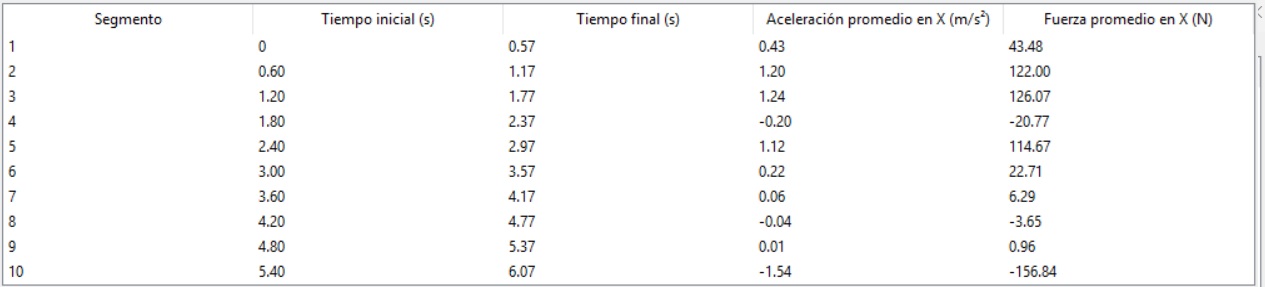 Segmento Tiempo inicial (s) Tiempo final (s) Aceleración promedio en X (m/s²) Fuerza promedio en X (N)
1 0 0.57 0.43 43.48
2 0.60 1.17 1.20 122.00
3 1.20 1.77 1.24 126.07
4 1.80 2.37 -0.20 -20.77
5 2.40 2.97 1.12 114.67
6 3.00 3.57 0.22 22.71
7 3.60 4.17 0.06 6.29
8 4.20 4.77 -0.04 -3.65
9 4.80 5.37 0.01 0.96
10 5.40 6.07 -1.54 -156.84